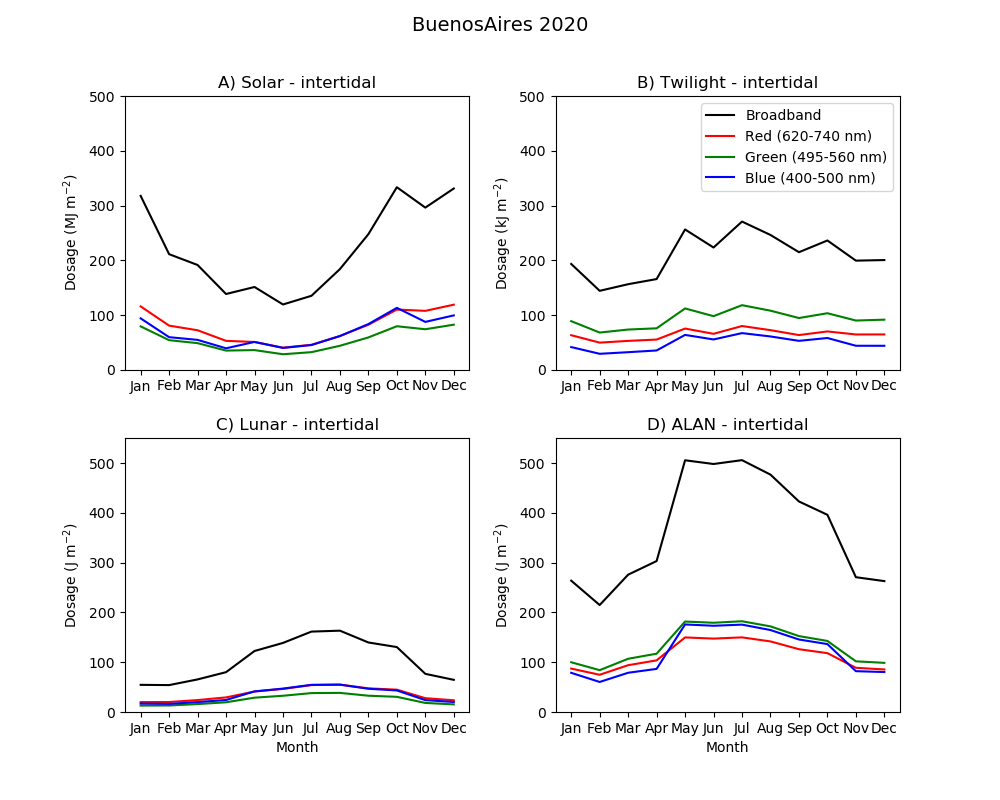 BuenosAires 2020
A) Solar - intertidal
Dosage (MJ m⁻²)
500
400
300
200
100
0
Jan Feb Mar Apr May Jun Jul Aug Sep Oct Nov Dec
B) Twilight - intertidal
Dosage (kJ m⁻²)
500
400
300
200
100
0
Broadband
Red (620-740 nm)
Green (495-560 nm)
Blue (400-500 nm)
Jan Feb Mar Apr May Jun Jul Aug Sep Oct Nov Dec
C) Lunar - intertidal
Dosage (J m⁻²)
500
400
300
200
100
0
Jan Feb Mar Apr May Jun Jul Aug Sep Oct Nov Dec
Month
D) ALAN - intertidal
Dosage (J m⁻²)
500
400
300
200
100
0
Jan Feb Mar Apr May Jun Jul Aug Sep Oct Nov Dec
Month